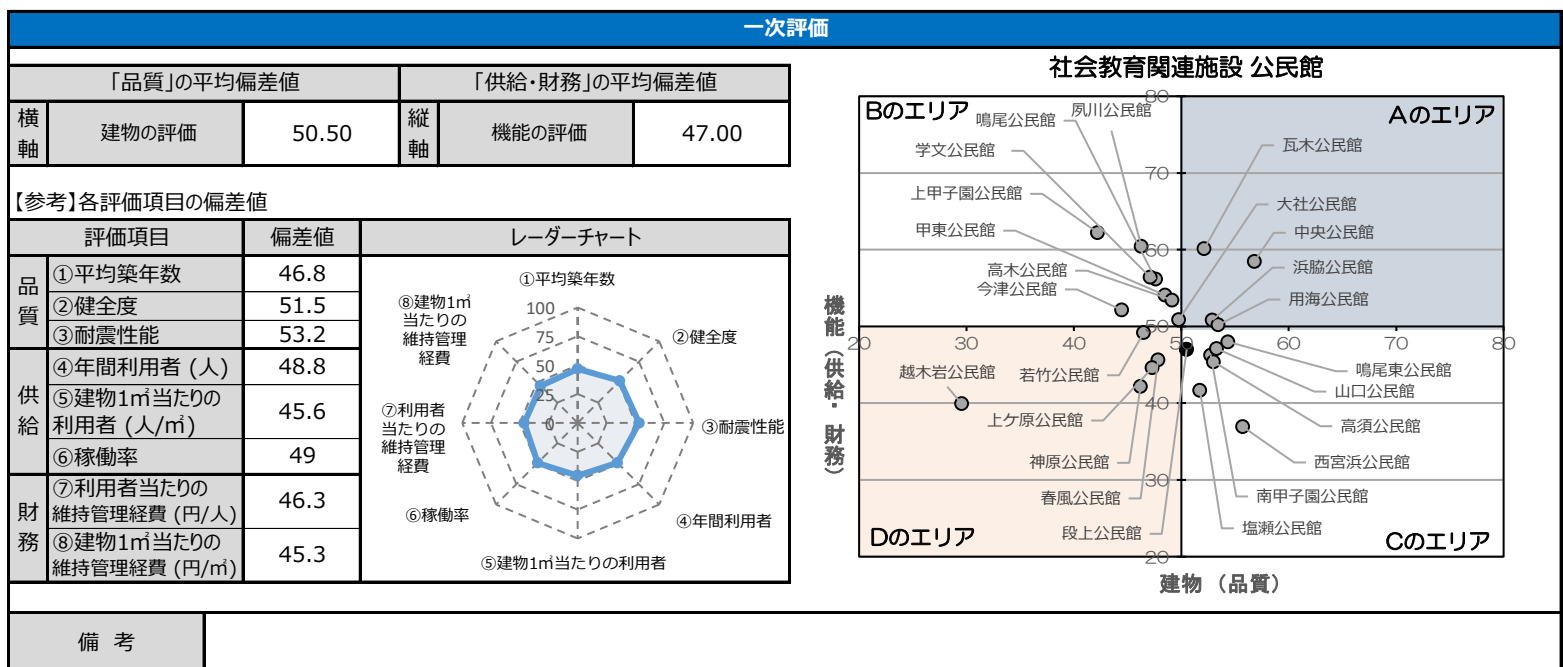 一次評価
「品質」の平均偏差値
「供給・財務」の平均偏差値
横軸
建物の評価
50.50
縦軸
機能の評価
47.00
【参考】各評価項目の偏差値
評価項目
偏差値
レーダーチャート
品質
①平均築年数
46.8
②健全度
51.5
③耐震性能
53.2
供給
④年間利用者 (人)
48.8
⑤建物1㎡当たりの
利用者 (人/㎡)
45.6
⑥稼働率
49
財務
⑦利用者当たりの
維持管理経費 (円/人)
46.3
⑧建物1㎡当たりの
維持管理経費 (円/㎡)
45.3
①平均築年数
②健全度
③耐震性能
④年間利用者
⑤建物1㎡当たりの利用者
⑥稼働率
⑦利用者
当たりの
維持管理
経費
⑧建物1㎡
当たりの
維持管理
経費
100
75
50
25
0
社会教育関連施設 公民館
Bのエリア
Aのエリア
Dのエリア
Cのエリア
夙川公民館
鳴尾公民館
学文公民館
上甲子園公民館
甲東公民館
高木公民館
今津公民館
瓦木公民館
大社公民館
中央公民館
浜脇公民館
用海公民館
越木岩公民館
若竹公民館
上ケ原公民館
神原公民館
春風公民館
段上公民館
鳴尾東公民館
山口公民館
高須公民館
西宮浜公民館
南甲子園公民館
塩瀬公民館
80
70
60
50
40
30
20
20
30
40
50
60
70
80
機能（供給・財務）
建物（品質）
備考